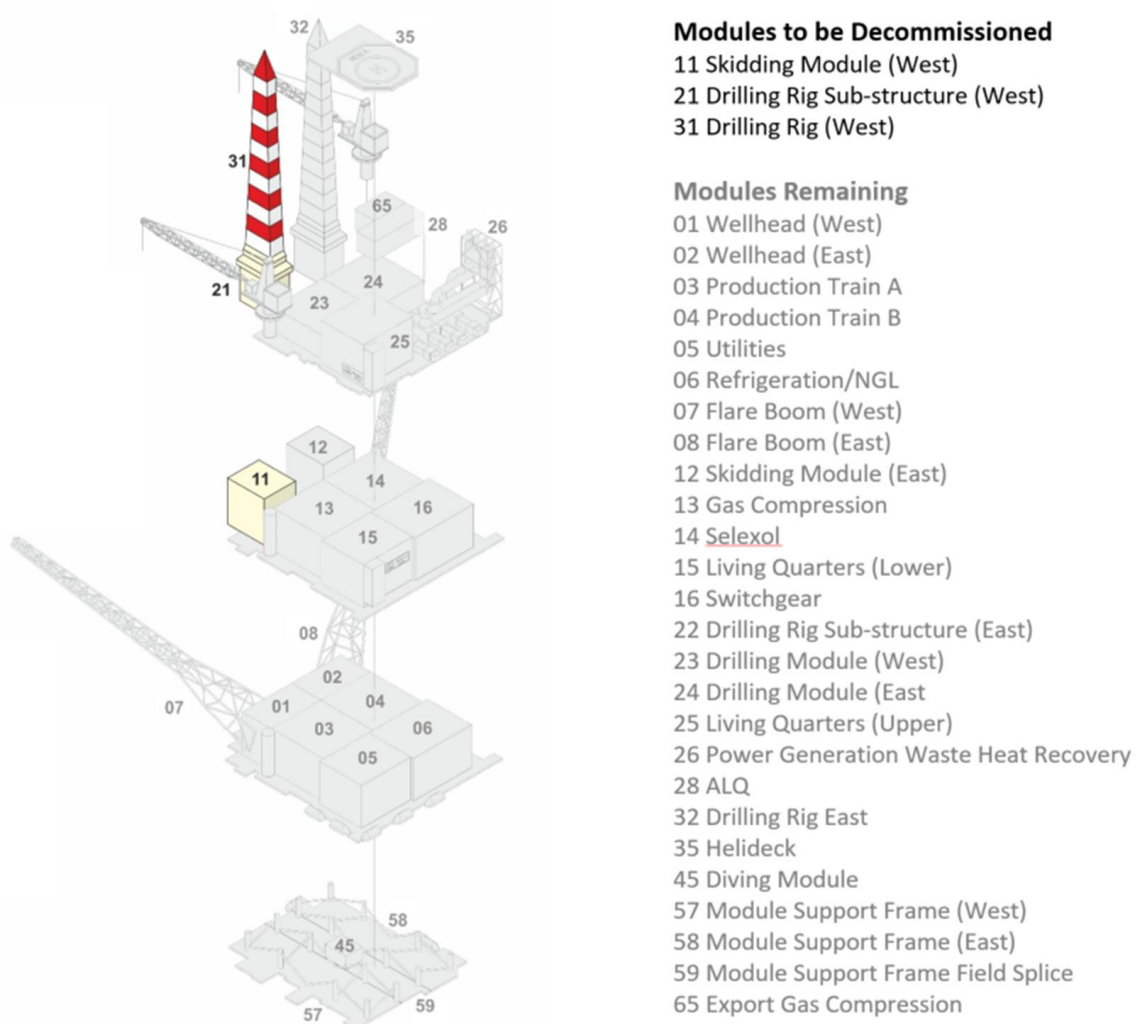 32
35
31
65
28
26
21
24
23
25
12
11
14
13
16
15
08
02
07
01
04
03
06
05
58
45
59
57
Modules to be Decommissioned
11 Skidding Module (West)
21 Drilling Rig Sub-structure (West)
31 Drilling Rig (West)
Modules Remaining
01 Wellhead (West)
02 Wellhead (East)
03 Production Train A
04 Production Train B
05 Utilities
06 Refrigeration/NGL
07 Flare Boom (West)
08 Flare Boom (East)
12 Skidding Module (East)
13 Gas Compression
14 Selexol
15 Living Quarters (Lower)
16 Switchgear
22 Drilling Rig Sub-structure (East)
23 Drilling Module (West)
24 Drilling Module (East
25 Living Quarters (Upper)
26 Power Generation Waste Heat Recovery
28 ALQ
32 Drilling Rig East
35 Helideck
45 Diving Module
57 Module Support Frame (West)
58 Module Support Frame (East)
59 Module Support Frame Field Splice
65 Export Gas Compression